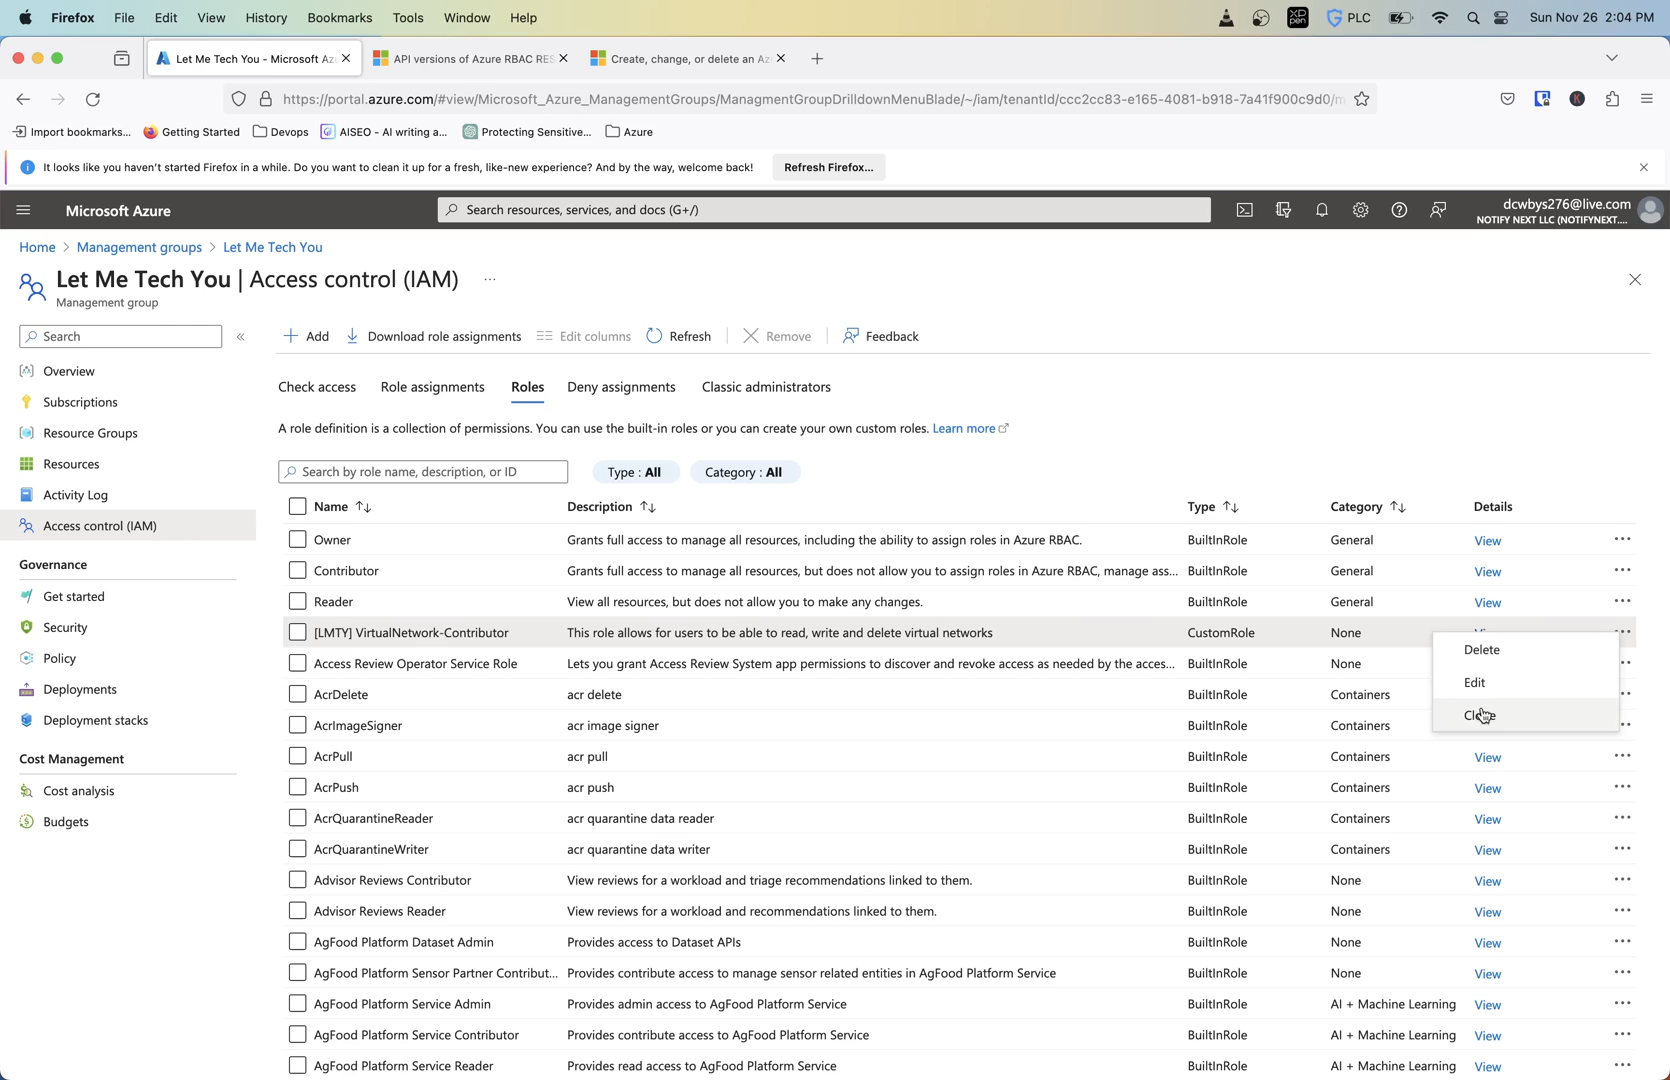 Firefox File Edit View History Bookmarks Tools Window Help PLC Sun Nov 26 2:04 PM
Let Me Tech You - Microsoft Az API versions of Azure RBAC RES Create, change, or delete an Az
https://portal.azure.com/#view/Microsoft_Azure_ManagementGroups/ManagmentGroupDrilldownMenuBlade/~/iam/tenantId/ccc2cc83-e165-4081-b918-7a41f900c9d0/m
Import bookmarks... Getting Started Devops AISEO - AI writing a... Protecting Sensitive... Azure
It looks like you haven't started Firefox in a while. Do you want to clean it up for a fresh, like-new experience? And by the way, welcome back! Refresh Firefox...
Microsoft Azure Search resources, services, and docs (G+/) dcwbys276@live.com
NOTIFY NEXT LLC (NOTIFYNEXT....
Home > Management groups > Let Me Tech You
Let Me Tech You | Access control (IAM) ...
Management group
Search « Add Download role assignments Edit columns Refresh Remove Feedback
Overview
Subscriptions
Resource Groups
Resources
Activity Log
Access control (IAM)
Governance
Get started
Security
Policy
Deployments
Deployment stacks
Cost Management
Cost analysis
Budgets
Check access Role assignments Roles Deny assignments Classic administrators
A role definition is a collection of permissions. You can use the built-in roles or you can create your own custom roles. Learn more
Search by role name, description, or ID Type : All Category : All
Name Description Type Category Details
Owner Grants full access to manage all resources, including the ability to assign roles in Azure RBAC. BuiltInRole General View ...
Contributor Grants full access to manage all resources, but does not allow you to assign roles in Azure RBAC, manage ass... BuiltInRole General View ...
Reader View all resources, but does not allow you to make any changes. BuiltInRole General View ...
[LMTY] VirtualNetwork-Contributor This role allows for users to be able to read, write and delete virtual networks CustomRole None
Delete
Edit
Access Review Operator Service Role Lets you grant Access Review System app permissions to discover and revoke access as needed by the acces... BuiltInRole None
AcrDelete acr delete BuiltInRole Containers
AcrImageSigner acr image signer BuiltInRole Containers
AcrPull acr pull BuiltInRole Containers View ...
AcrPush acr push BuiltInRole Containers View ...
AcrQuarantineReader acr quarantine data reader BuiltInRole Containers View ...
AcrQuarantineWriter acr quarantine data writer BuiltInRole Containers View ...
Advisor Reviews Contributor View reviews for a workload and triage recommendations linked to them. BuiltInRole None View ...
Advisor Reviews Reader View reviews for a workload and recommendations linked to them. BuiltInRole None View ...
AgFood Platform Dataset Admin Provides access to Dataset APIs BuiltInRole None View ...
AgFood Platform Sensor Partner Contribut... Provides contribute access to manage sensor related entities in AgFood Platform Service BuiltInRole None View ...
AgFood Platform Service Admin Provides admin access to AgFood Platform Service BuiltInRole AI + Machine Learning View ...
AgFood Platform Service Contributor Provides contribute access to AgFood Platform Service BuiltInRole AI + Machine Learning View ...
AgFood Platform Service Reader Provides read access to AgFood Platform Service BuiltInRole AI + Machine Learning View ...